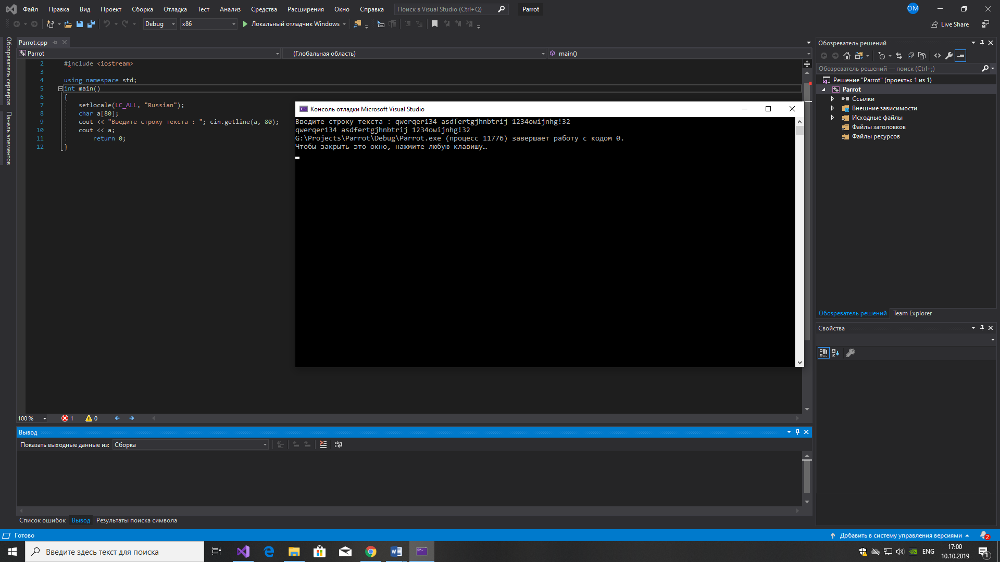 Файл Правка Вид Проект Сборка Отладка Тест Анализ Средства Расширения Окно Справка Поиск в Visual Studio (Ctrl+Q) Parrot OM
Debug x86 Локальный отладчик Windows Live Share
Обозреватель серверов
Панель элементов
Parrot.cpp
Parrot (Глобальная область) main()
2 #include <iostream>
3
4 using namespace std;
5 int main()
6 {
7 setlocale(LC_ALL, "Russian");
8 char a[80];
9 cout << "Введите строку текста : "; cin.getline(a, 80);
10 cout << a;
11 return 0;
12 }
Консоль отладки Microsoft Visual Studio
Введите строку текста : qwerqer134 asdfertgjhnbtrij 1234owijnhg!32
qwerqer134 asdfertgjhnbtrij 1234owijnhg!32
G:\Projects\Parrot\Debug\Parrot.exe (процесс 11776) завершает работу с кодом 0.
Чтобы закрыть это окно, нажмите любую клавишу…
100 % 1 0
Вывод
Показать выходные данные из: Сборка
Список ошибок Вывод Результаты поиска символа
Обозреватель решений
Обозреватель решений — поиск (Ctrl+;)
Решение "Parrot" (проекты: 1 из 1)
Parrot
Ссылки
Внешние зависимости
Исходные файлы
Файлы заголовков
Файлы ресурсов
Обозреватель решений Team Explorer
Свойства
Готово Добавить в систему управления версиями 2
Введите здесь текст для поиска ENG 17:00
10.10.2019 1